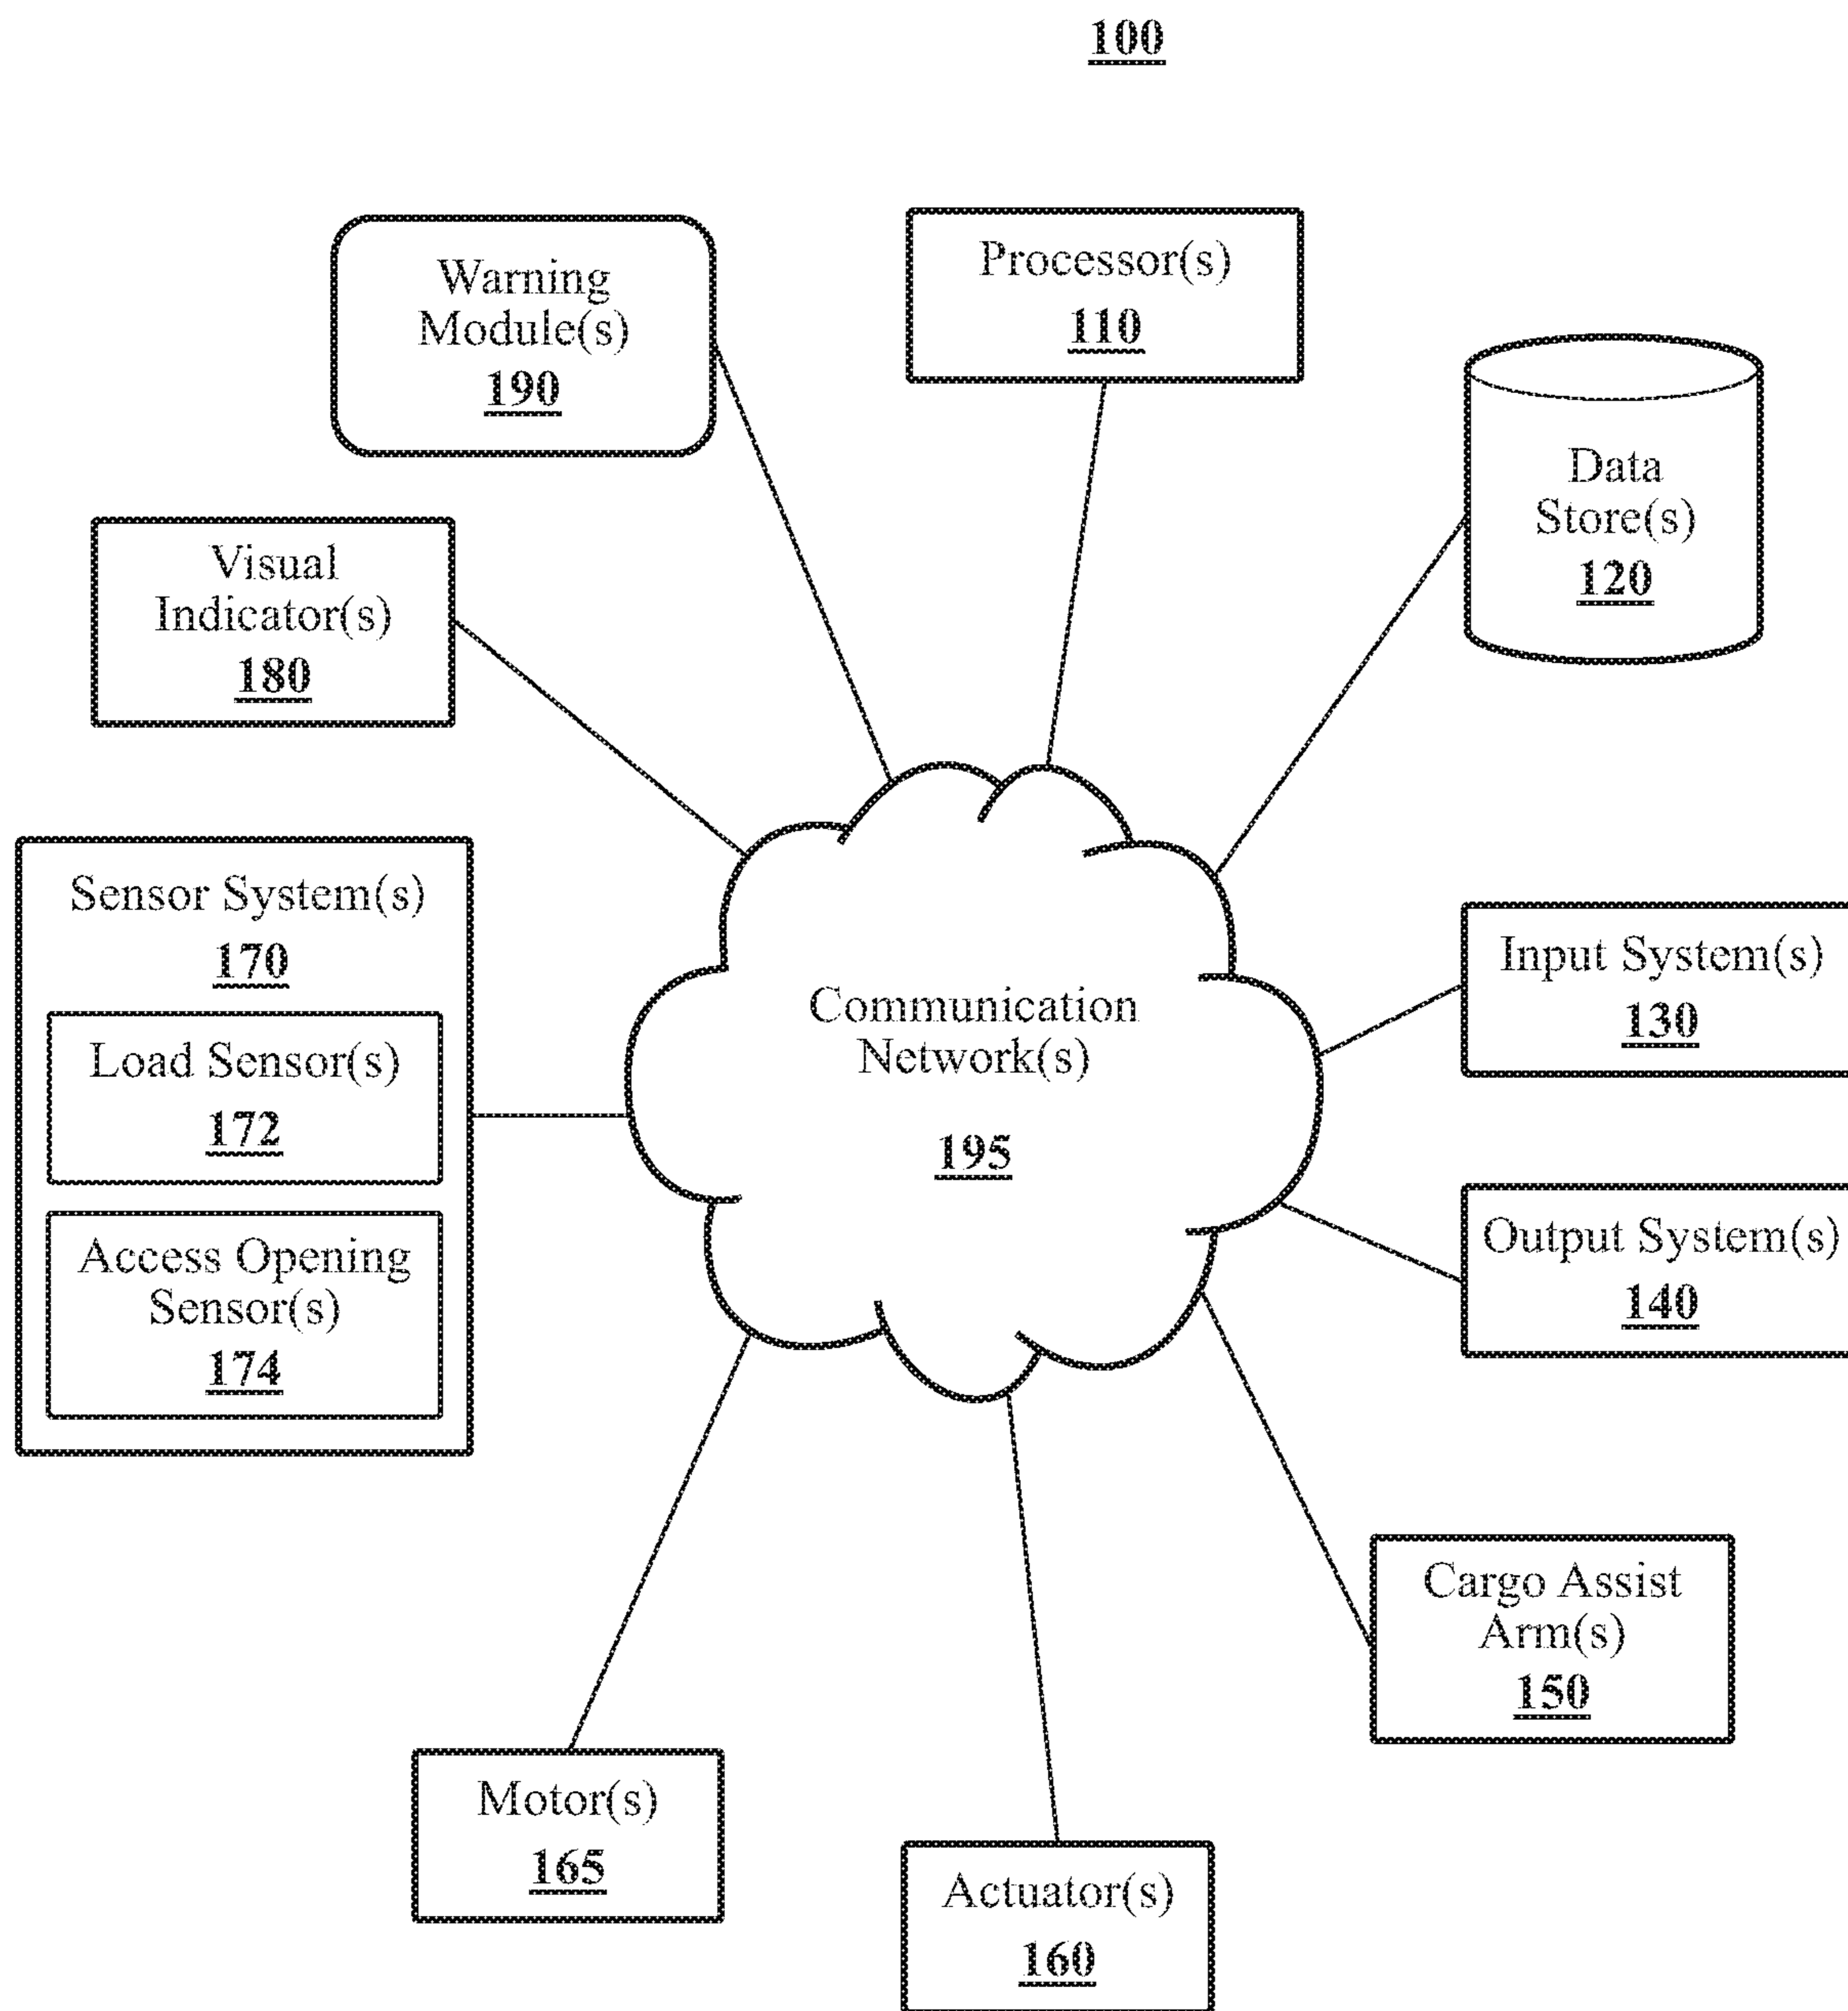 100
Warning
Module(s)
190
Processor(s)
110
Data
Store(s)
120
Visual
Indicator(s)
180
Sensor System(s)
170
Load Sensor(s)
172
Access Opening
Sensor(s)
174
Communication
Network(s)
195
Input System(s)
130
Output System(s)
140
Cargo Assist
Arm(s)
150
Motor(s)
165
Actuator(s)
160